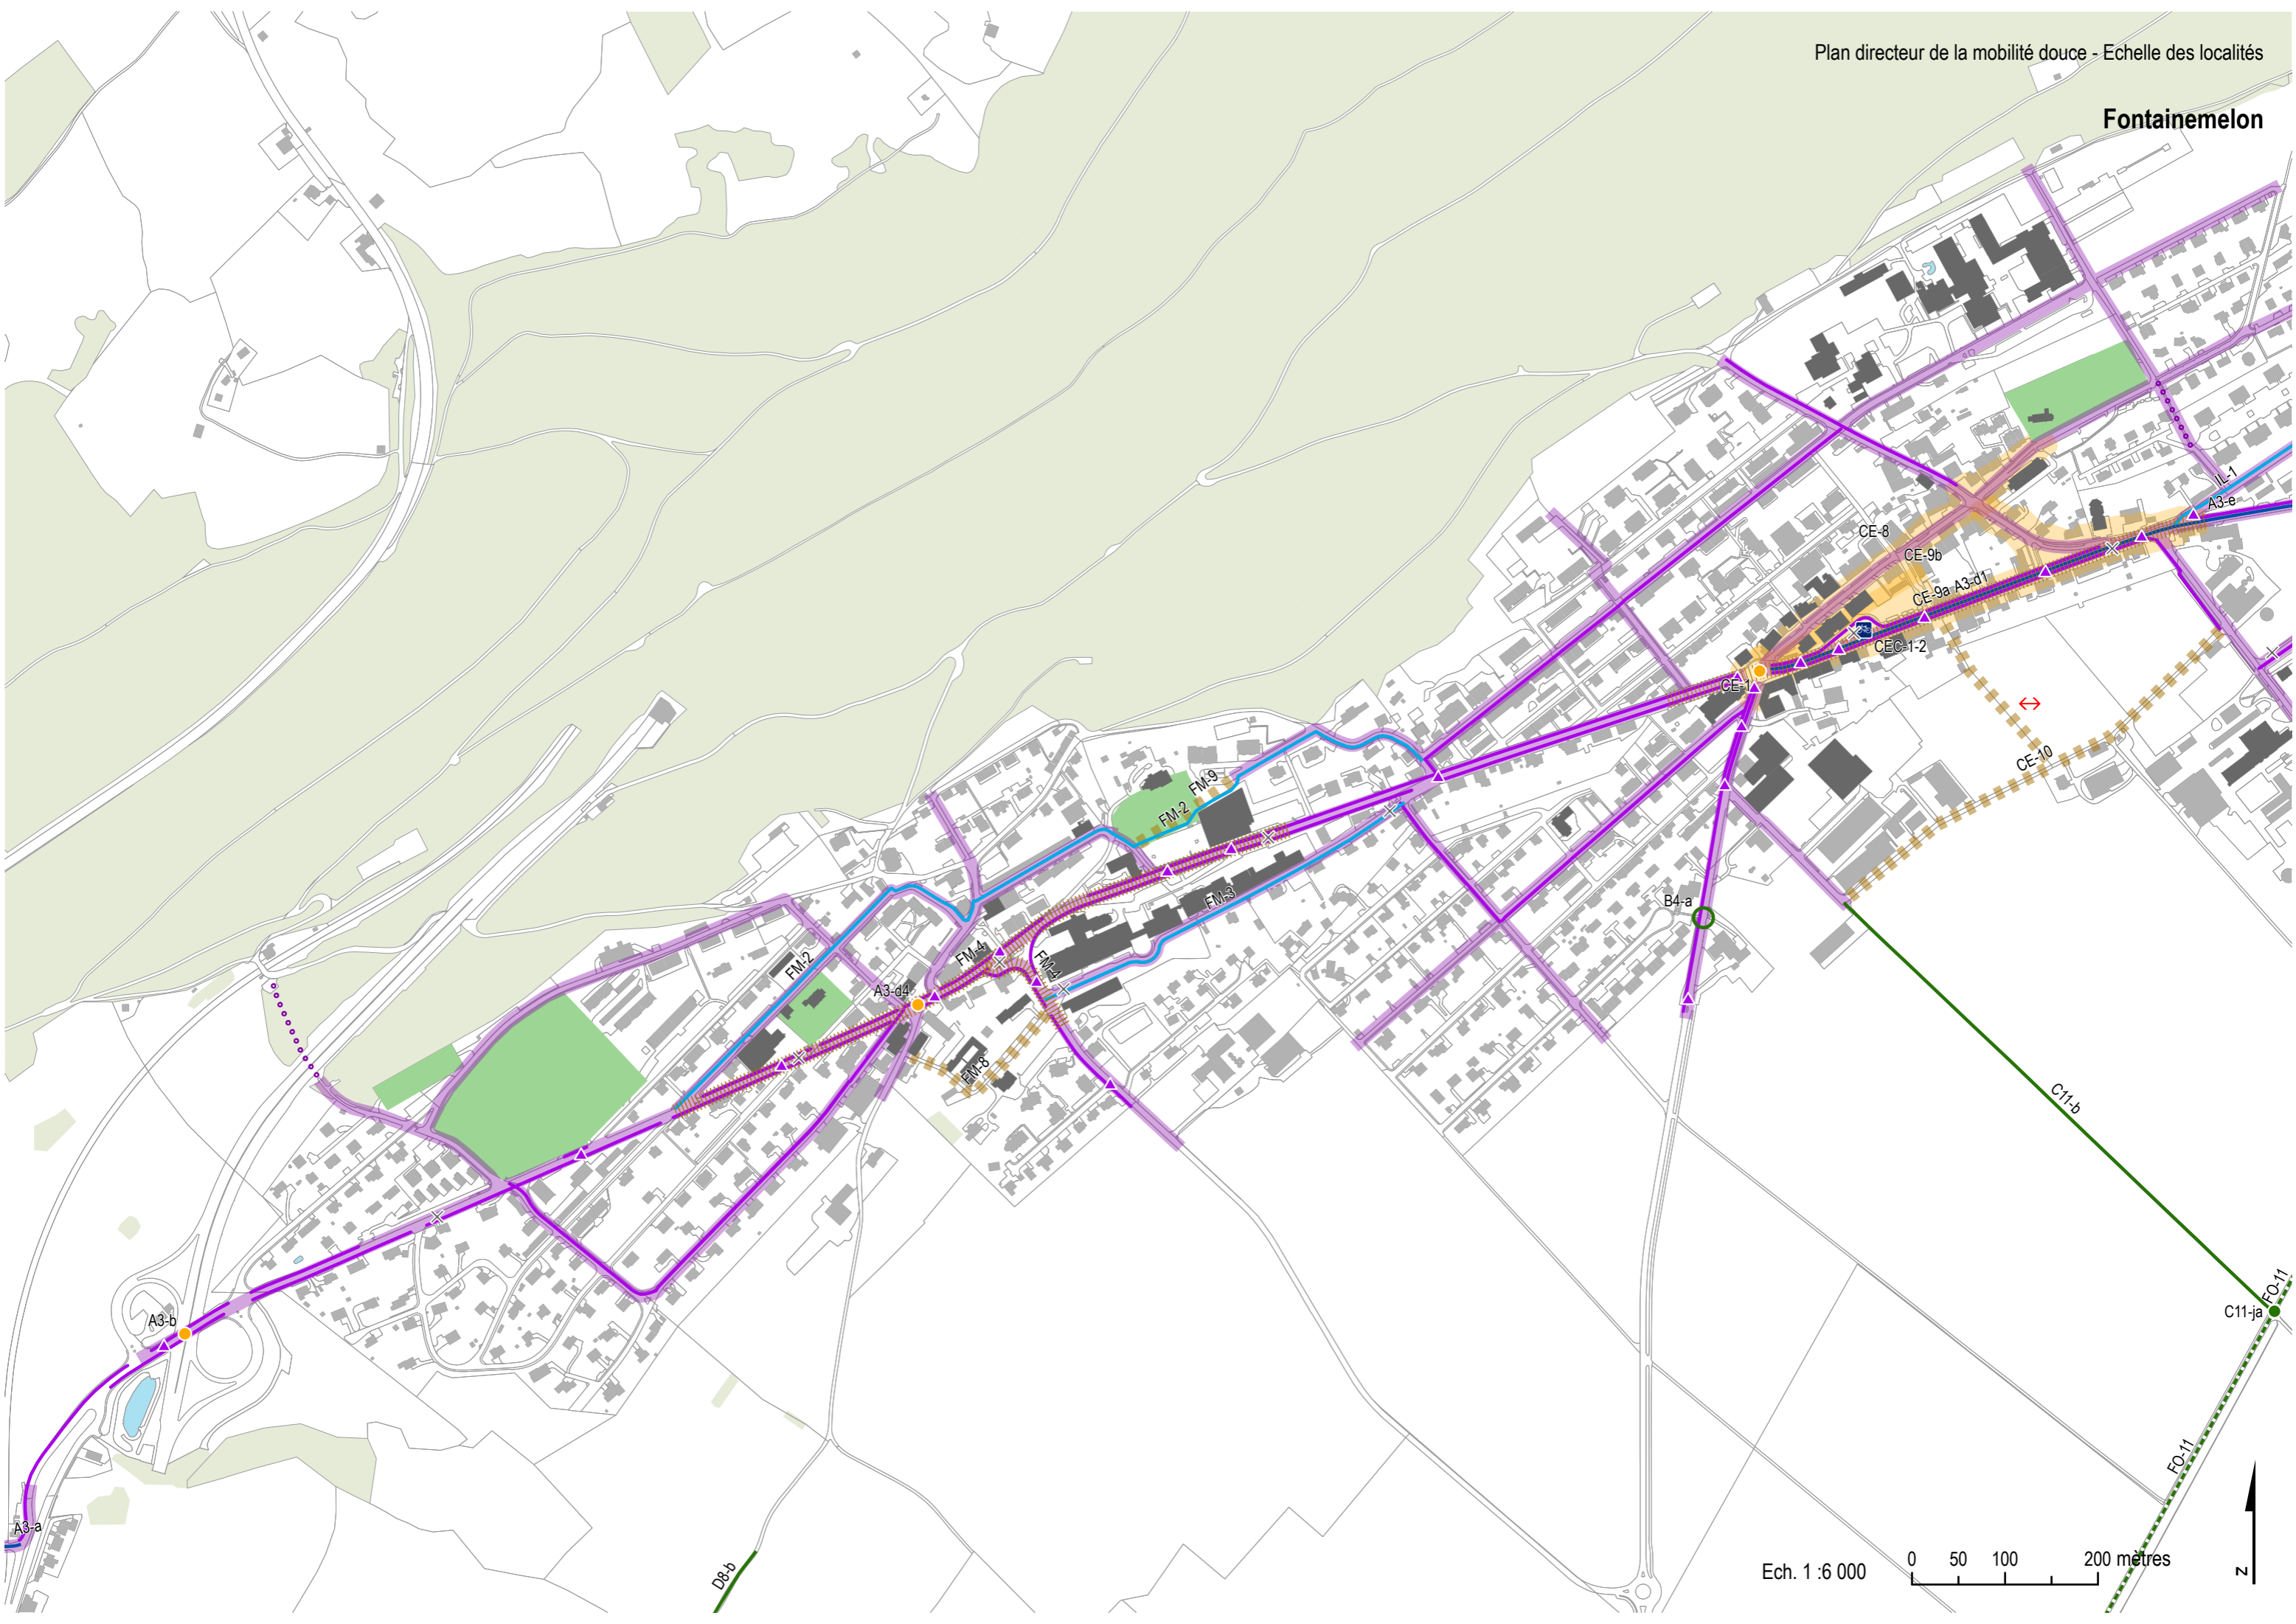 Plan directeur de la mobilité douce - Echelle des localités
Fontainemelon
IL-1
A3-e
CE-8
CE-9b
CE-9a A3-d1
CEC-1-2
CE-1
CE-10
FM-9
FM-2
FM-3
B4-a
FM-4
FM-4
FM-2
A3-d4
FM-8
C11-b
A3-b
FO-11
C11-ja
FO-11
A3-a
D8-b
Ech. 1 :6 000
0 50 100 200 mètres
N